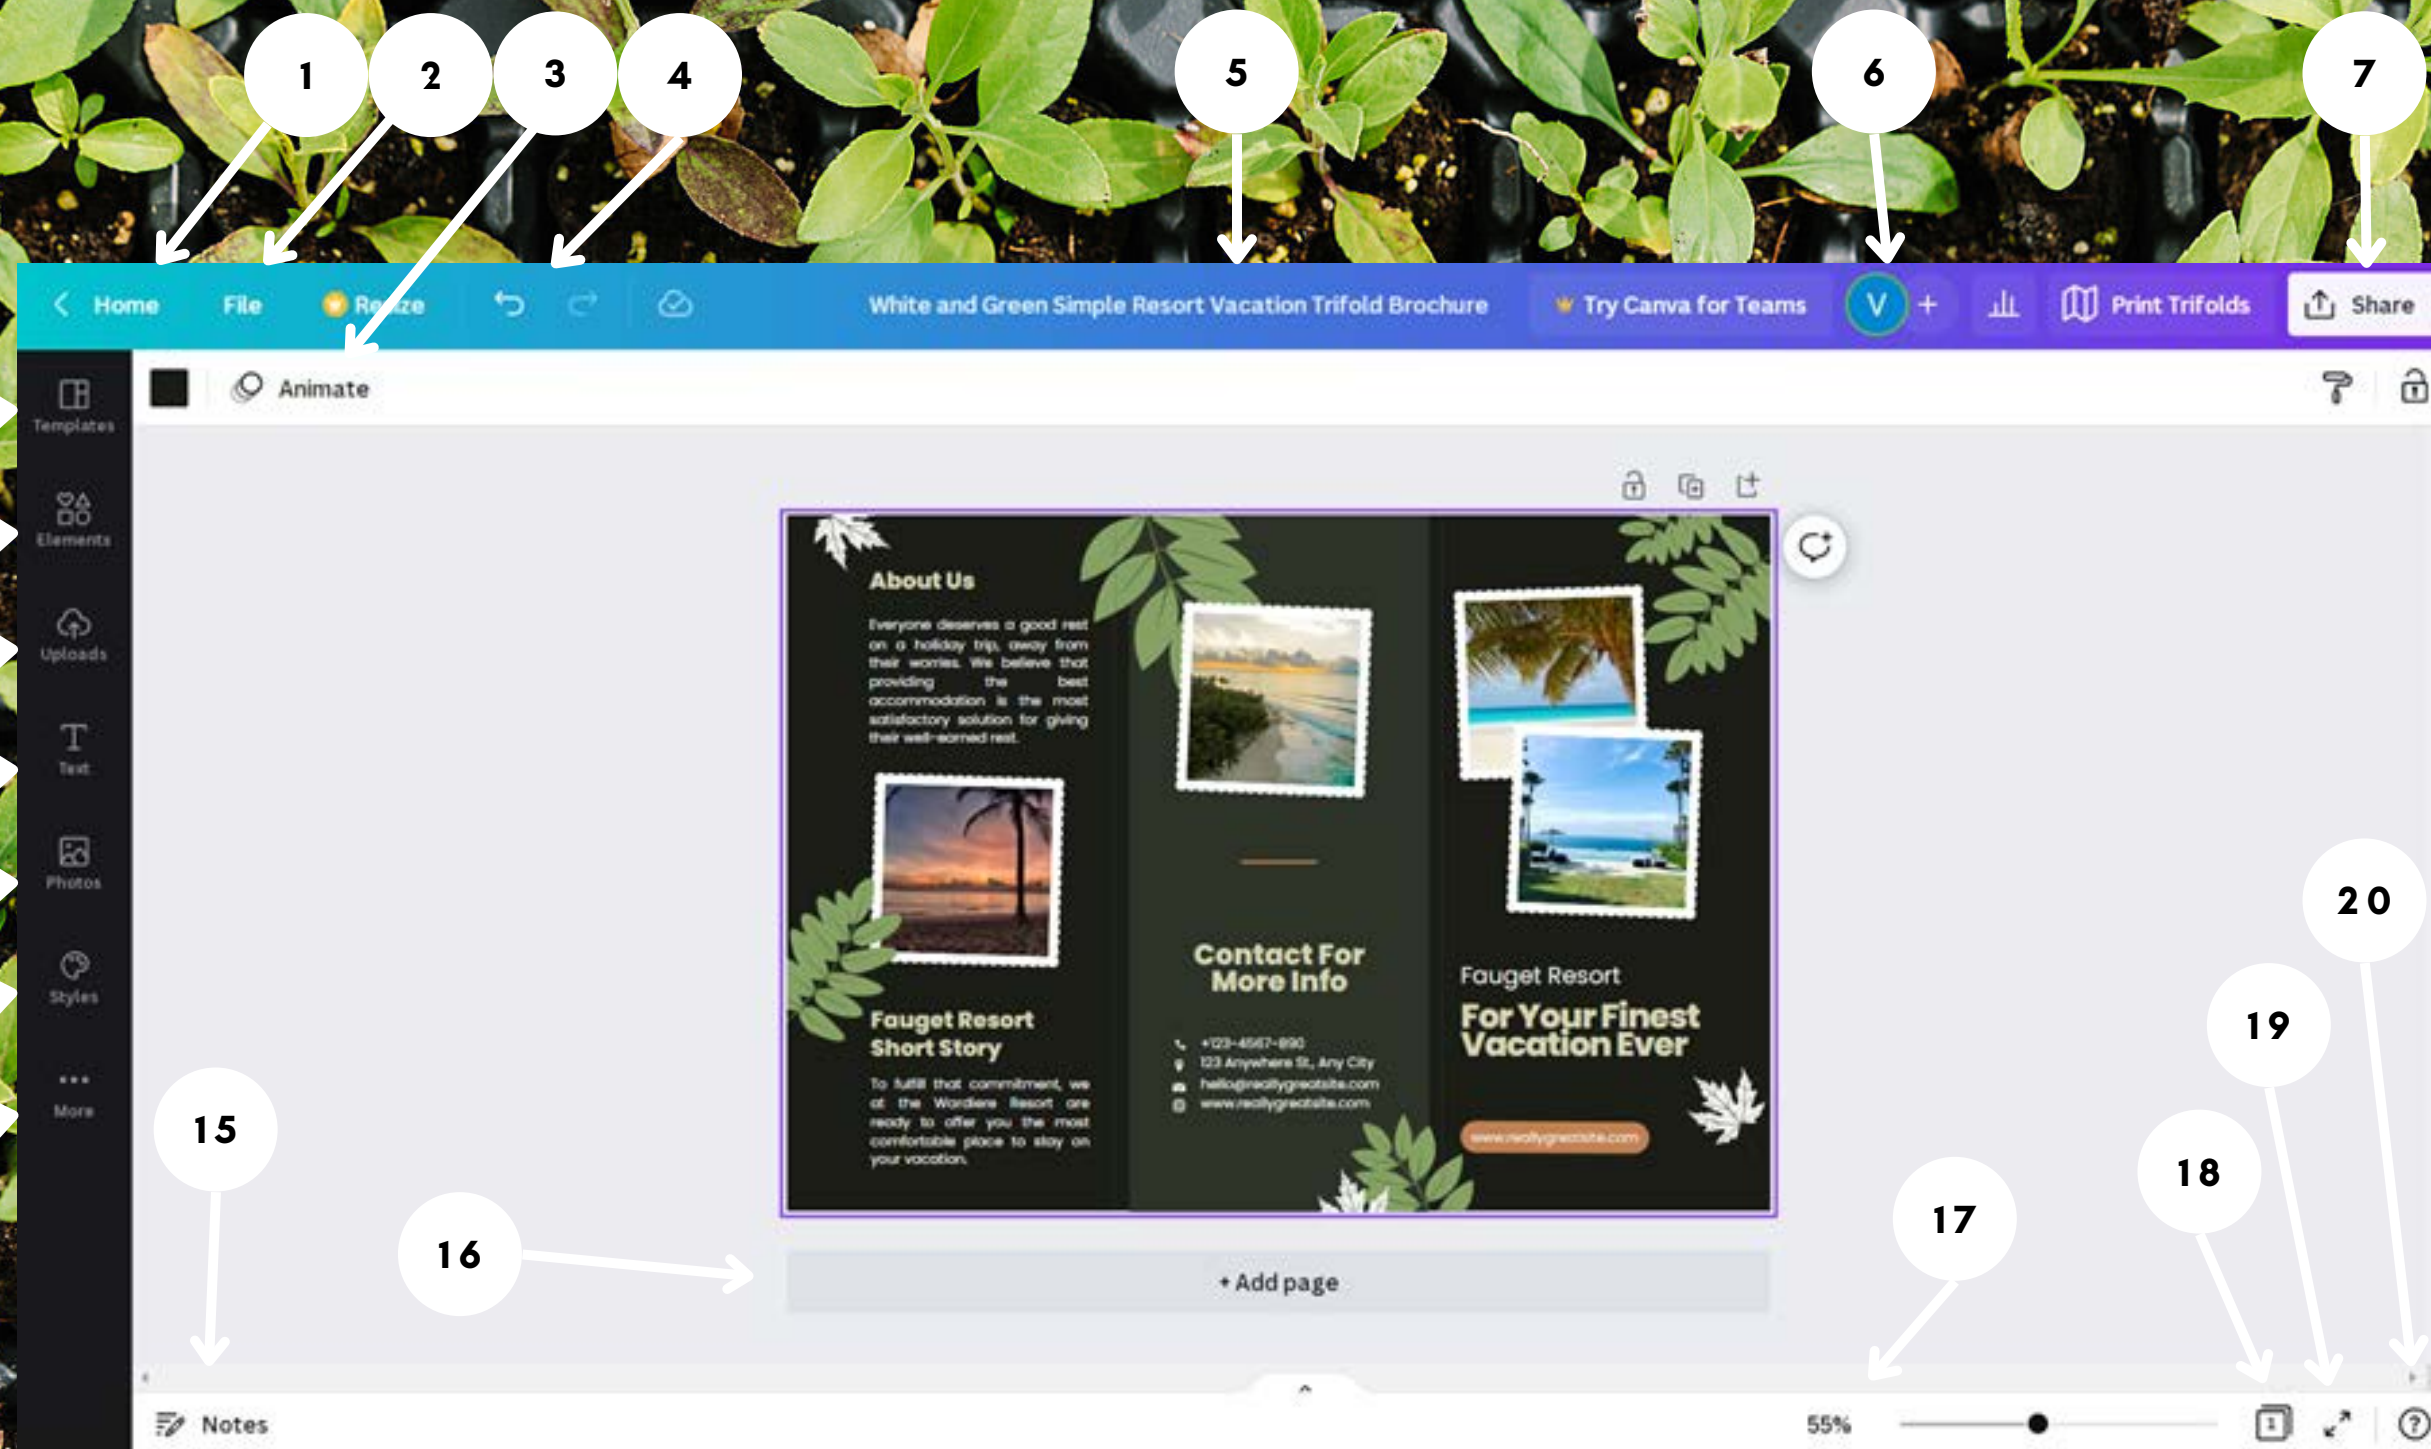 1
2
3
4
5
6
7
Home
File
Resize
White and Green Simple Resort Vacation Trifold Brochure
Try Canva for Teams
V
+
Print Trifolds
Share
Animate
Templates
Elements
Uploads
Text
Photos
Styles
More
About Us
Everyone deserves a good rest
on a holiday trip, away from
their worries. We believe that
providing the best
accommodation is the most
satisfactory solution for giving
their well-earned rest.
Fauget Resort
Short Story
To fulfill that commitment, we
at the Wardiere Resort are
ready to offer you the most
comfortable place to stay on
your vacation.
Contact For
More Info
+123-4567-890
123 Anywhere St., Any City
hello@reallygreatsite.com
www.reallygreatsite.com
Fauget Resort
For Your Finest
Vacation Ever
www.reallygreatsite.com
15
16
17
18
19
20
+ Add page
Notes
55%
1
?